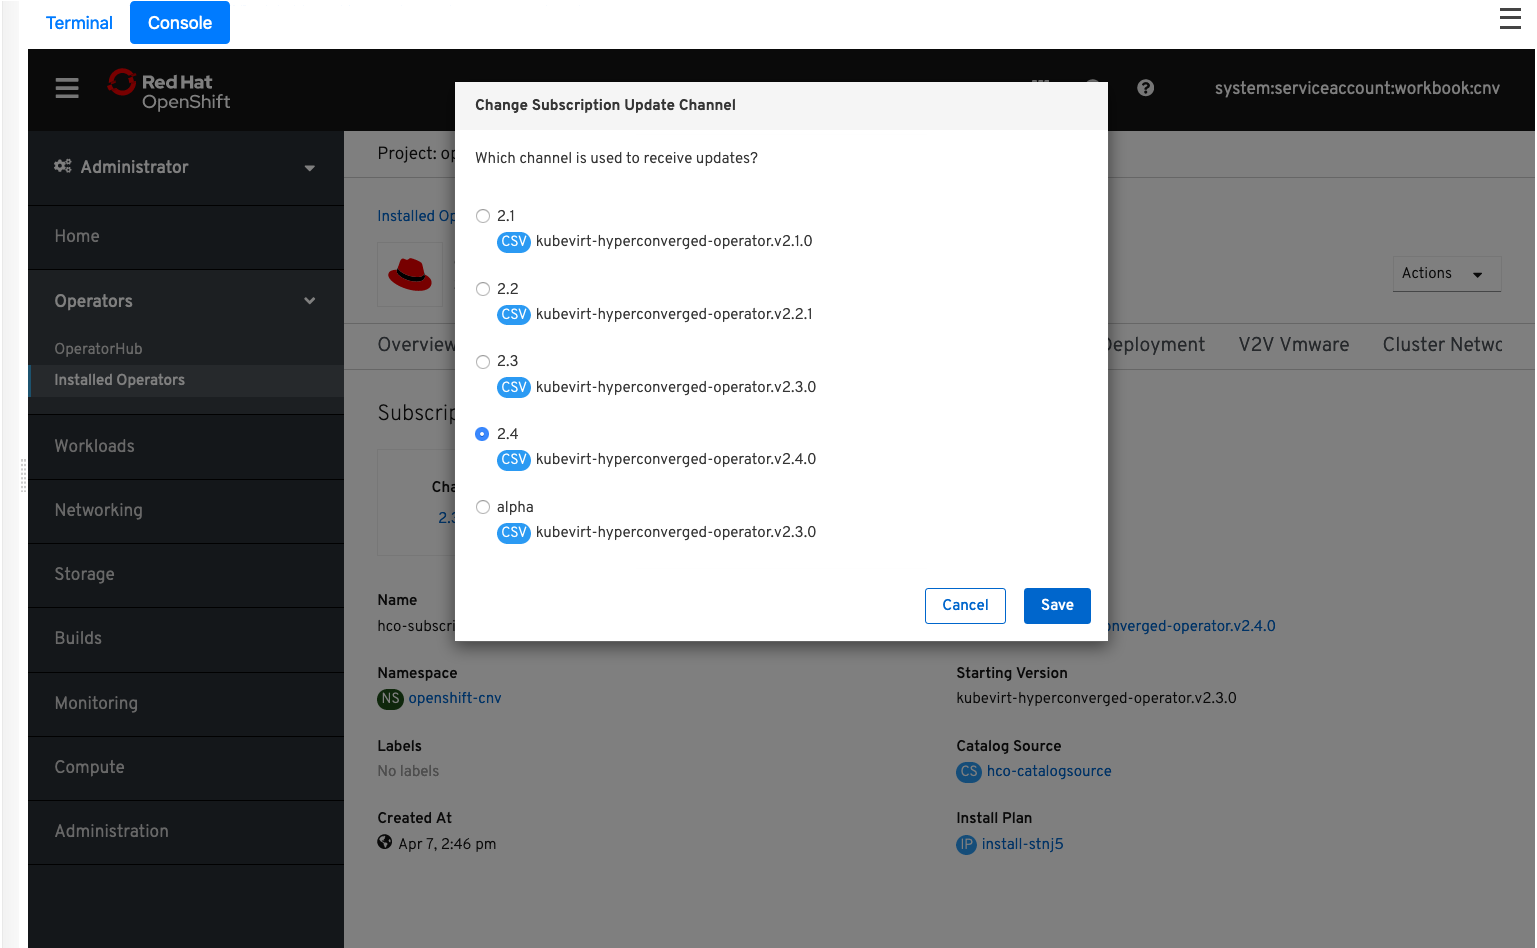 Terminal
Console
Red Hat
OpenShift
system:serviceaccount:workbook:cnv
Change Subscription Update Channel
Administrator
Project:
Which channel is used to receive updates?
Home
Installed
2.1
CSV kubevirt-hyperconverged-operator.v2.1.0
Actions
2.2
CSV kubevirt-hyperconverged-operator.v2.2.1
Operators
OperatorHub
Installed Operators
Overview
Deployment
V2V Vmware
Cluster Netwo
2.3
CSV kubevirt-hyperconverged-operator.v2.3.0
2.4
CSV kubevirt-hyperconverged-operator.v2.4.0
alpha
CSV kubevirt-hyperconverged-operator.v2.3.0
Cancel
Save
Workloads
Networking
Storage
Builds
Monitoring
Compute
Administration
Name
hco-subscri
nverged-operator.v2.4.0
Namespace
NS openshift-cnv
Starting Version
kubevirt-hyperconverged-operator.v2.3.0
Labels
No labels
Catalog Source
CS hco-catalogsource
Created At
Apr 7, 2:46 pm
Install Plan
IP install-stnj5